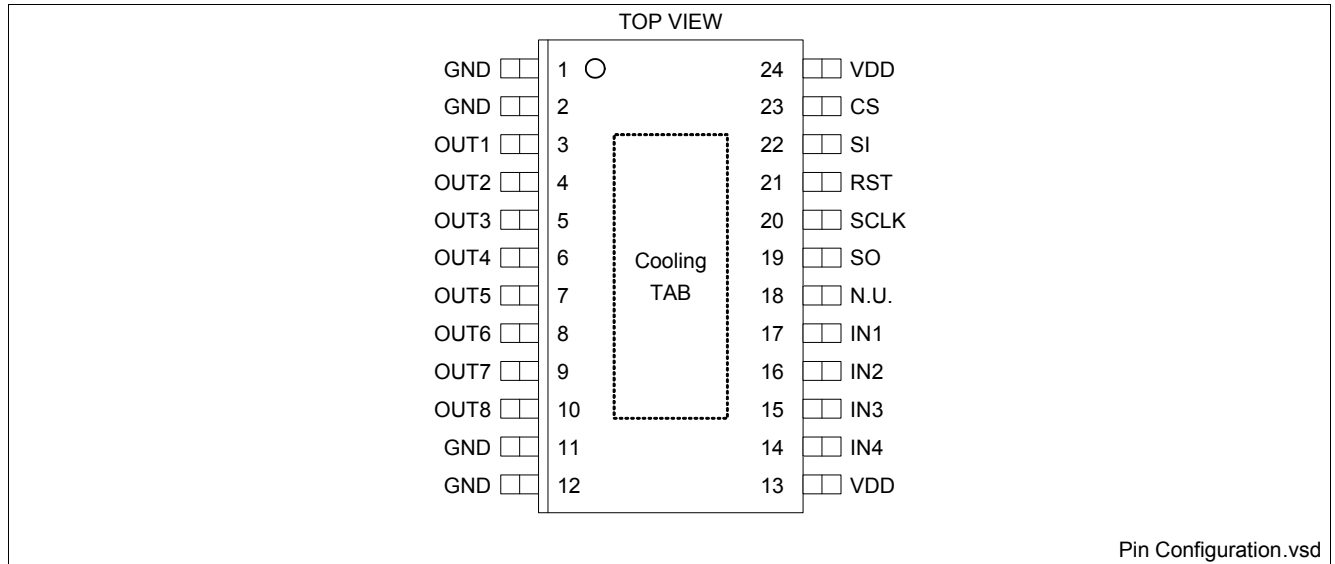 TOP VIEW
GND 1 24 VDD
GND 2 23 CS
OUT1 3 22 SI
OUT2 4 21 RST
OUT3 5 20 SCLK
OUT4 6 Cooling 19 SO
OUT5 7 TAB 18 N.U.
OUT6 8 17 IN1
OUT7 9 16 IN2
OUT8 10 15 IN3
GND 11 14 IN4
GND 12 13 VDD
Pin Configuration.vsd